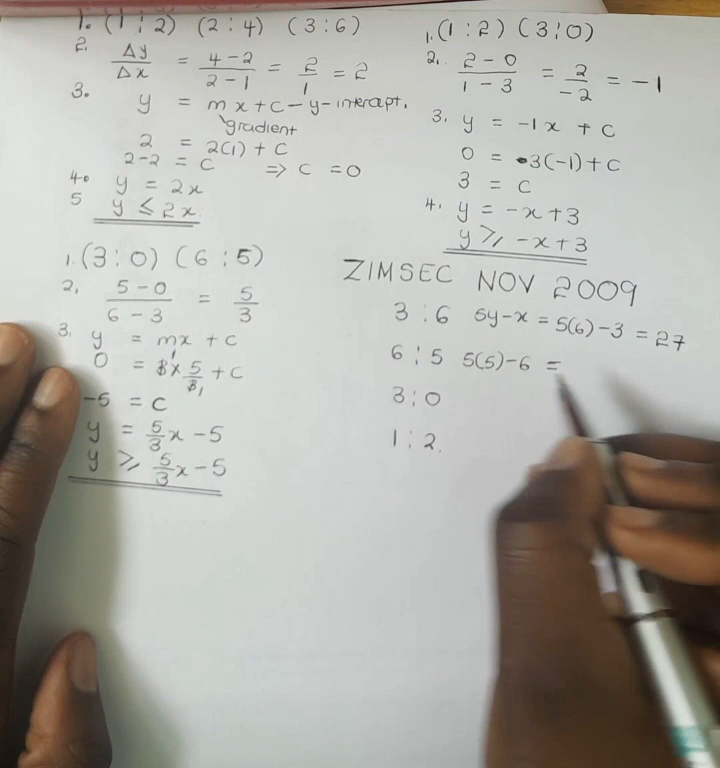 1. (1 : 2) (2 : 4) (3 : 6)
2. Δy/Δx = 4-2/2-1 = 2/1 = 2
3. y = mx + c - y-intercept.
gradient
2 = 2(1) + c
2-2 = c ⇒ c = 0
4. y = 2x
5 y ≤ 2x
1. (1 : 2) (3 : 0)
2. 2-0/1-3 = 2/-2 = -1
3. y = -1x + c
0 = 3(-1) + c
3 = c
4. y = -x + 3
y ≥ -x + 3
1. (3 : 0) (6 : 5)
2. 5-0/6-3 = 5/3
3. y = mx + c
0 = 3 × 5/3 + c
-5 = c
y = 5/3 x - 5
y ≥ 5/3 x - 5
ZIMSEC NOV 2009
3 : 6 5y-x = 5(6)-3 = 27
6 : 5 5(5)-6 =
3 : 0
1 : 2.